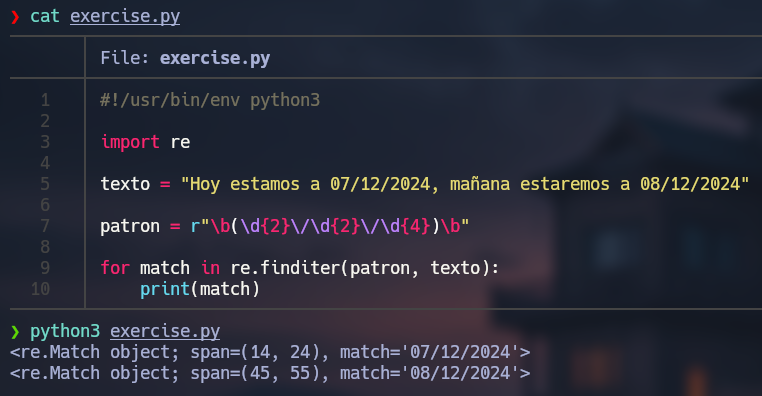 ❯ cat exercise.py
File: exercise.py
1 #!/usr/bin/env python3
2
3 import re
4
5 texto = "Hoy estamos a 07/12/2024, mañana estaremos a 08/12/2024"
6
7 patron = r"\b(\d{2}\/\d{2}\/\d{4})\b"
8
9 for match in re.finditer(patron, texto):
10     print(match)
❯ python3 exercise.py
<re.Match object; span=(14, 24), match='07/12/2024'>
<re.Match object; span=(45, 55), match='08/12/2024'>